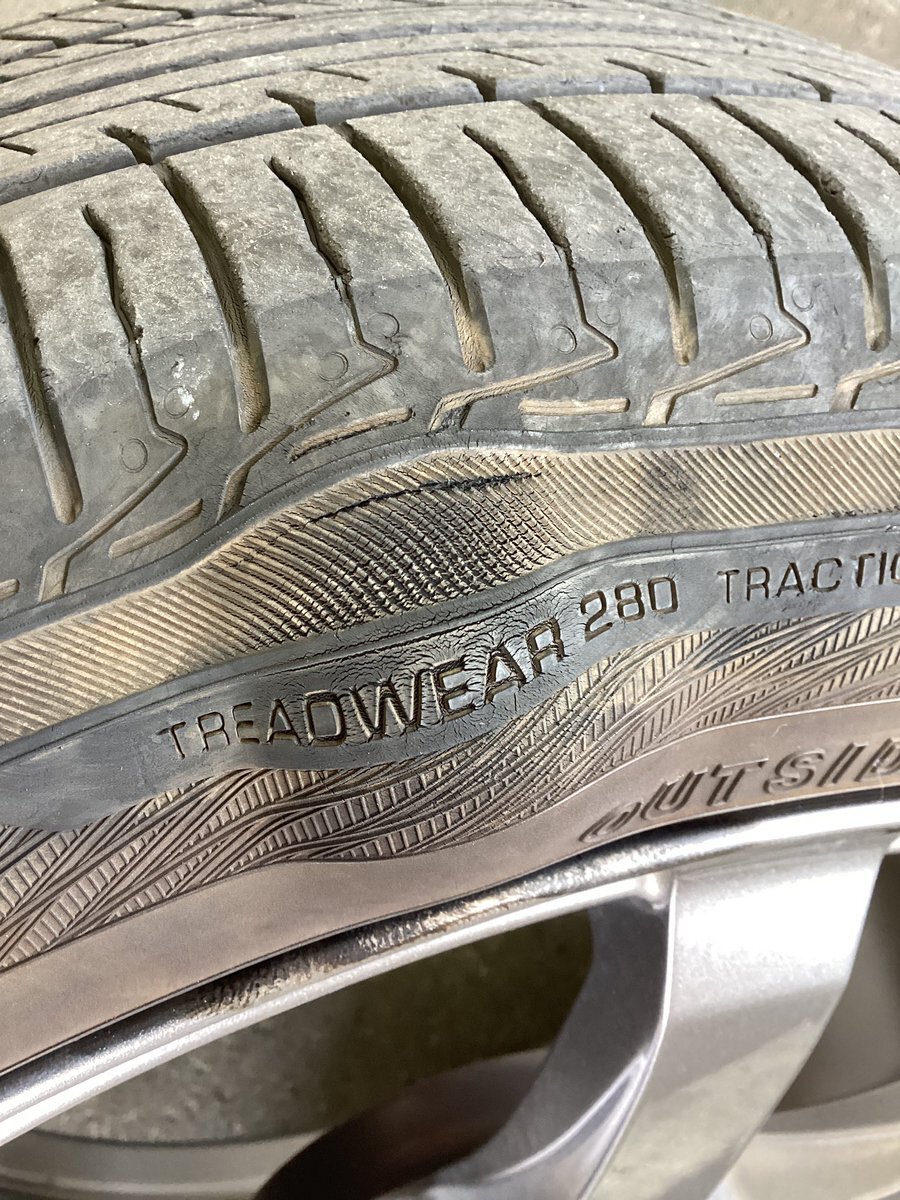 TREADWEAR 280 TRACTIO
OUTSID